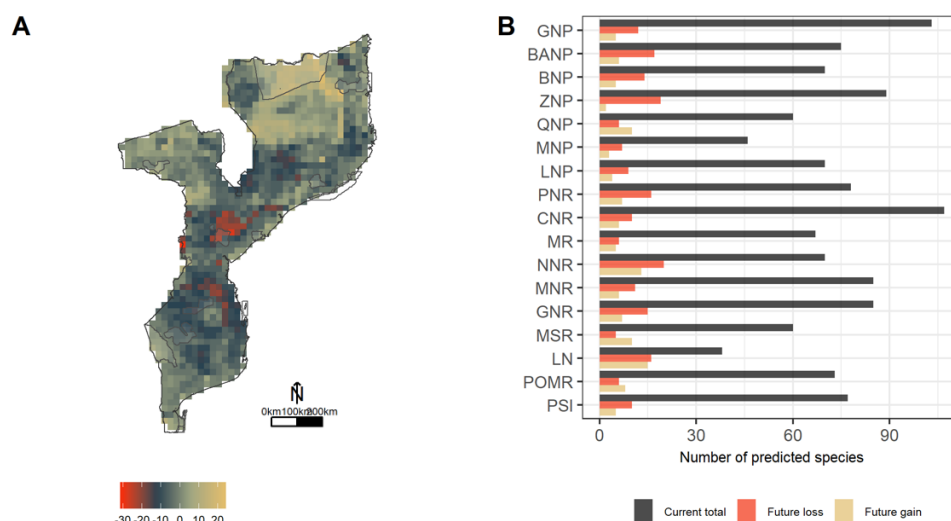 A
N
0km100km200km
-30 -20 -10 0 10 20
B
GNP
BANP
BNP
ZNP
QNP
MNP
LNP
PNR
CNR
MR
NNR
MNR
GNR
MSR
LN
POMR
PSI
0 30 60 90
Number of predicted species
Current total Future loss Future gain